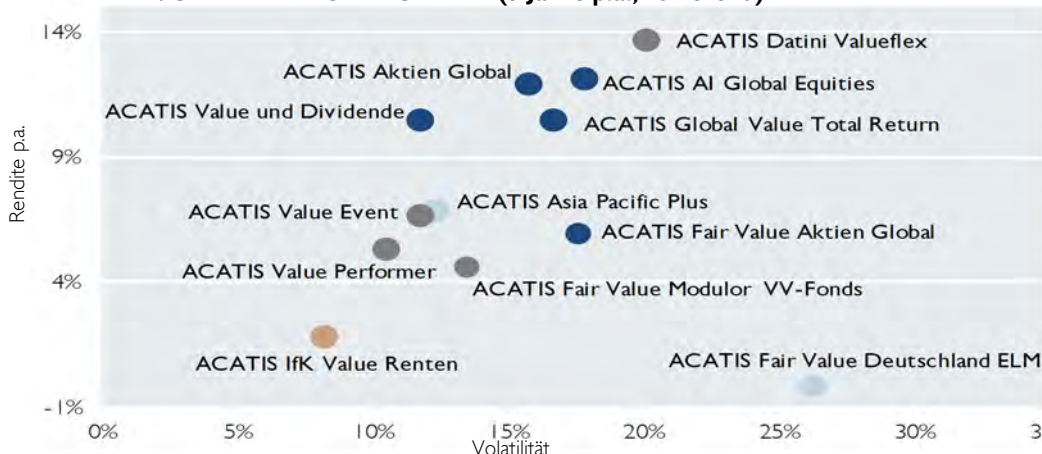 14%
ACATIS Datini Valueflex
ACATIS Aktien Global
ACATIS AI Global Equities
ACATIS Value und Dividende
ACATIS Global Value Total Return
9%
Rendite p.a.
ACATIS Asia Pacific Plus
ACATIS Value Event
ACATIS Fair Value Aktien Global
ACATIS Value Performer
4%
ACATIS Fair Value Modulor VV-Fonds
ACATIS IfK Value Renten
ACATIS Fair Value Deutschland ELM
-1%
0% 5% 10% 15% 20% 25% 30% 3
Volatilität